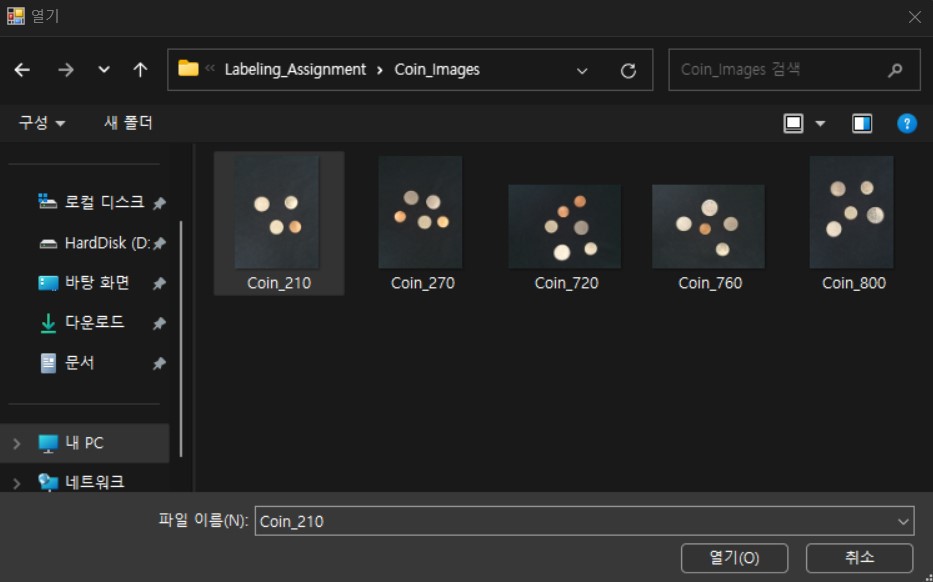 열기
Labeling_Assignment > Coin_Images
Coin_Images 검색
구성
새 폴더
로컬 디스크
HardDisk (D:
바탕 화면
다운로드
문서
내 PC
네트워크
Coin_210
Coin_270
Coin_720
Coin_760
Coin_800
파일 이름(N):
Coin_210
열기(O)
취소